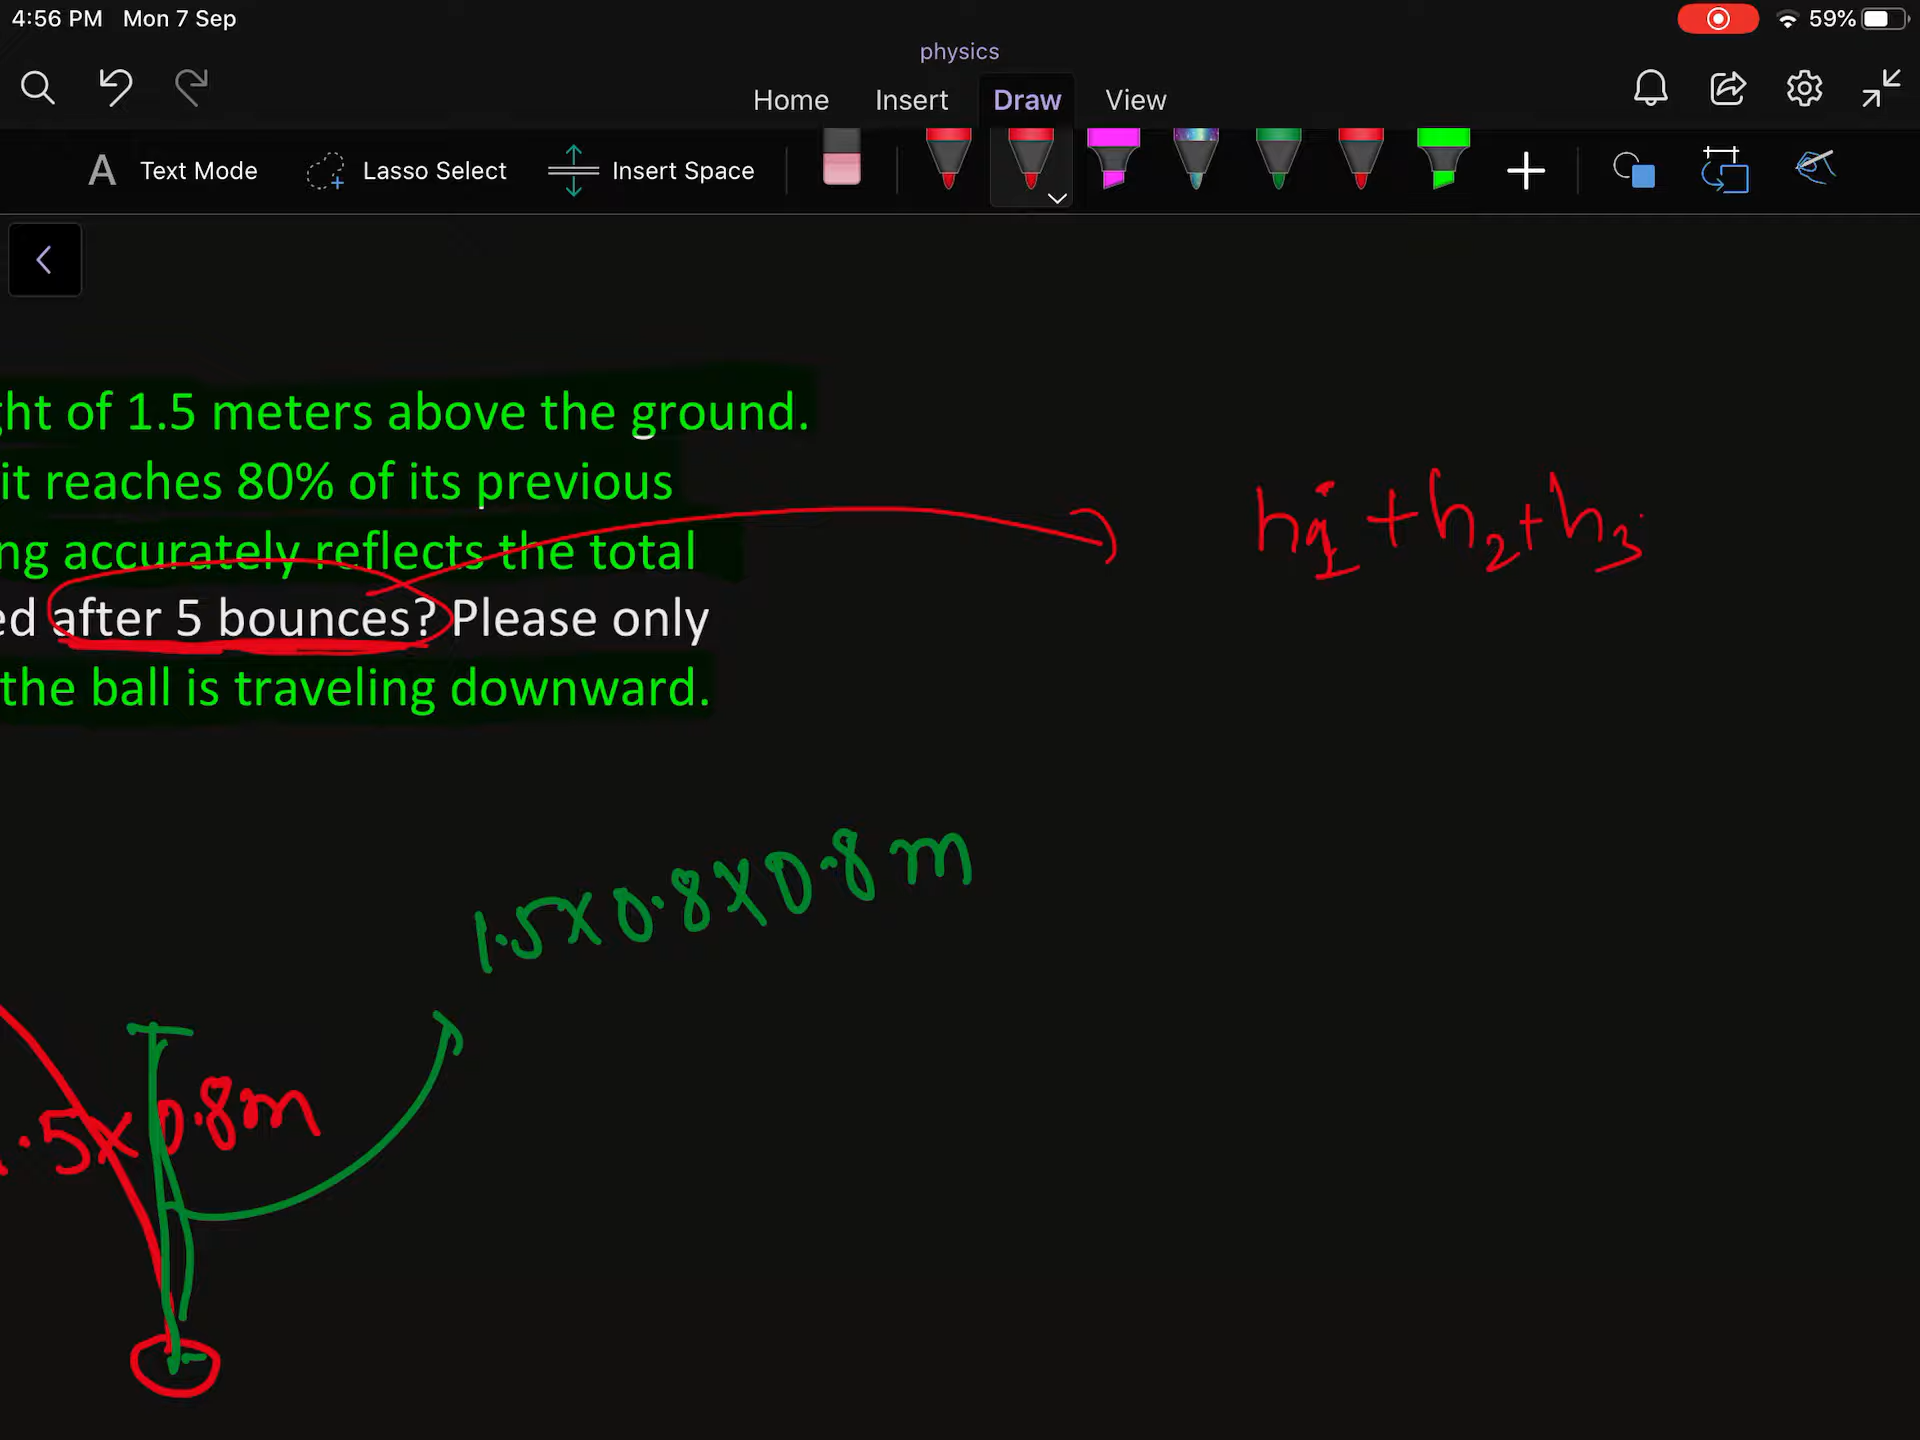 4:56 PM Mon 7 Sep
59%
physics
Home Insert Draw View
A Text Mode Lasso Select Insert Space
ght of 1.5 meters above the ground.
it reaches 80% of its previous
ng accurately reflects the total
ed after 5 bounces? Please only
the ball is traveling downward.
h1 + h2 + h3
1.5 x 0.8 x 0.8 m
1.5 x 0.8m